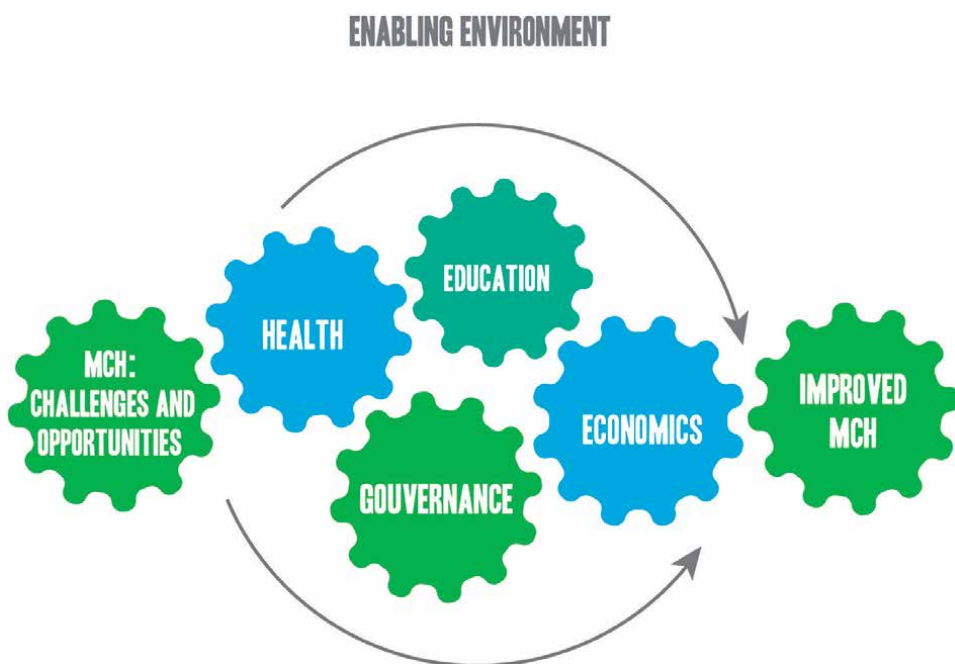 ENABLING ENVIRONMENT
EDUCATION
HEALTH
MCH:
CHALLENGES AND
OPPORTUNITIES
IMPROVED
MCH
ECONOMICS
GOUVERNANCE